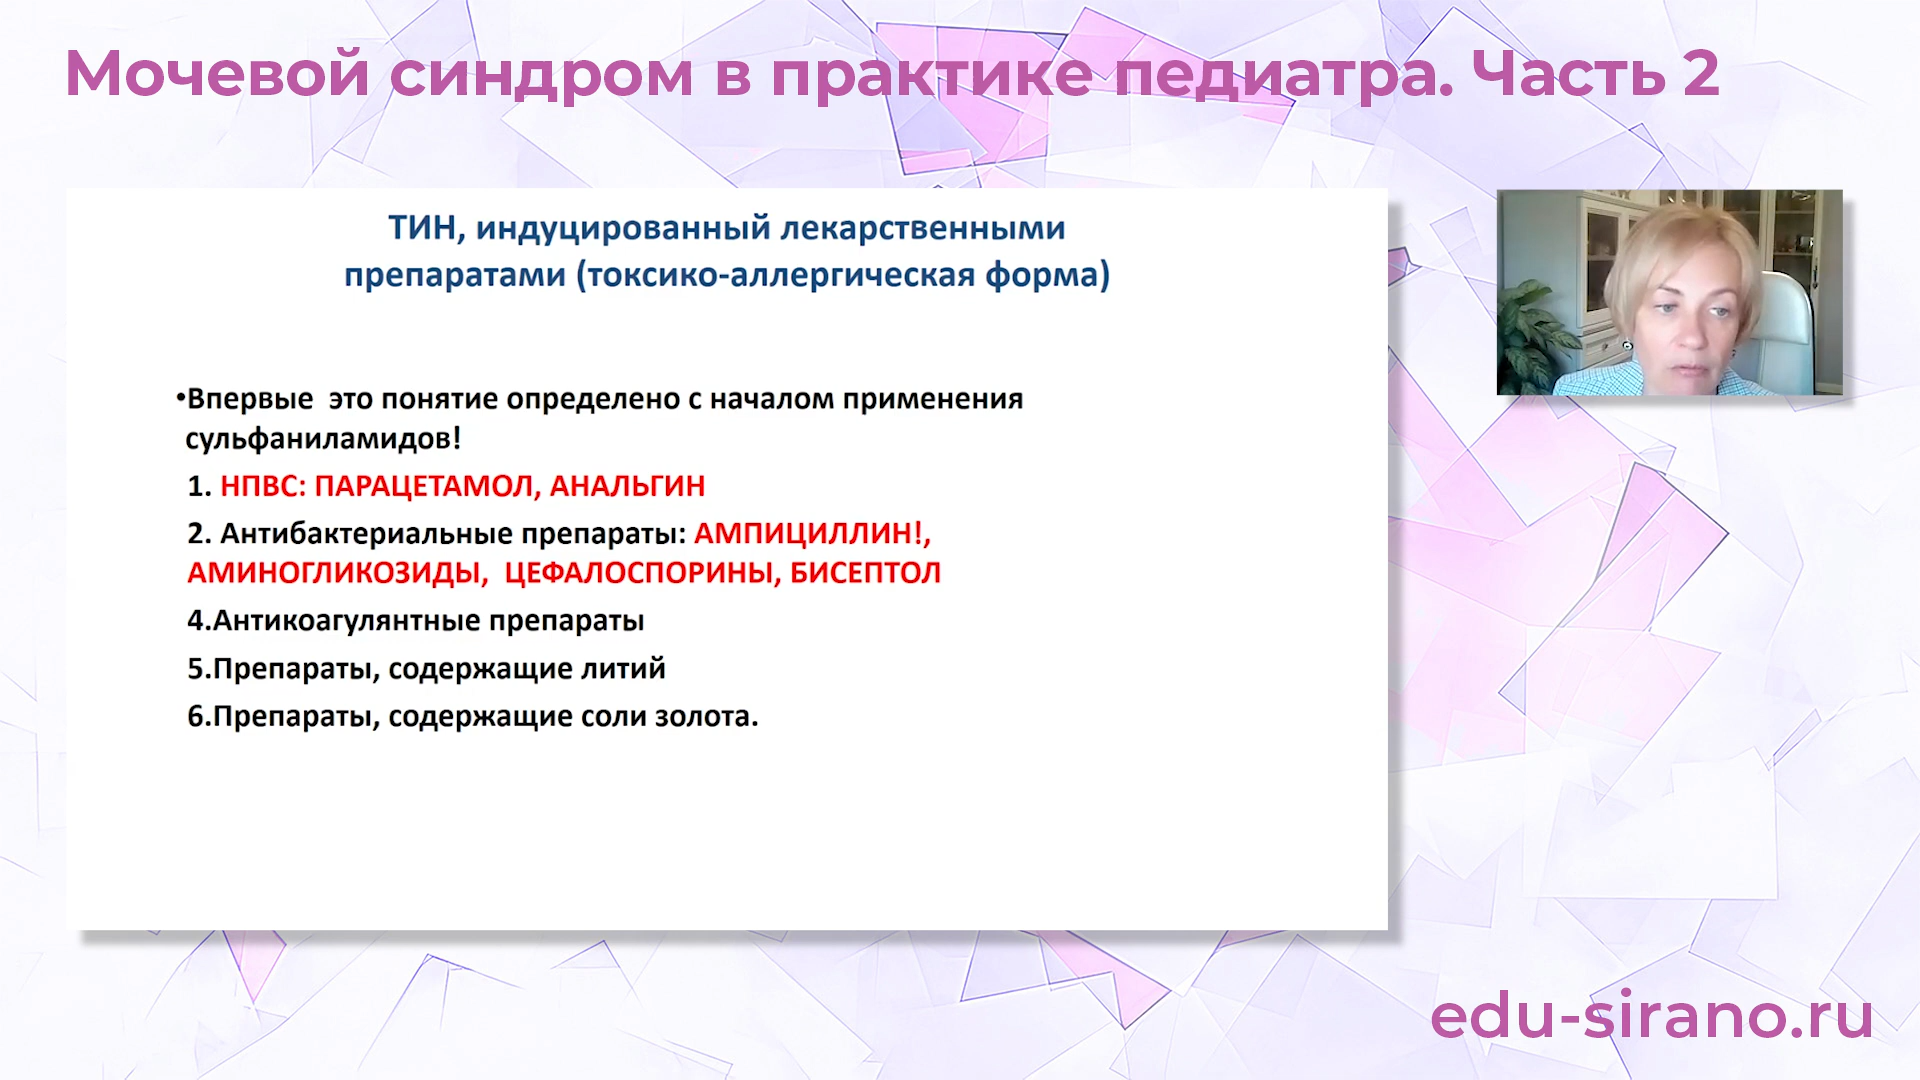 Мочевой синдром в практике педиатра. Часть 2
ТИН, индуцированный лекарственными
препаратами (токсико-аллергическая форма)
•Впервые  это понятие определено с началом применения
сульфаниламидов!
1. НПВС: ПАРАЦЕТАМОЛ, АНАЛЬГИН
2. Антибактериальные препараты: АМПИЦИЛЛИН!,
АМИНОГЛИКОЗИДЫ,  ЦЕФАЛОСПОРИНЫ, БИСЕПТОЛ
4.Антикоагулянтные препараты
5.Препараты, содержащие литий
6.Препараты, содержащие соли золота.
edu-sirano.ru